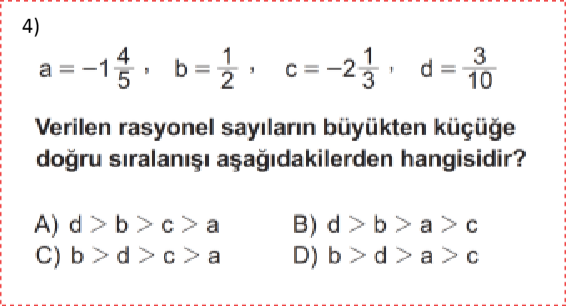 4)
a = -1 4/5 , b = 1/2 , c = -2 1/3 , d = 3/10
Verilen rasyonel sayıların büyükten küçüğe
doğru sıralanışı aşağıdakilerden hangisidir?
A) d > b > c > a B) d > b > a > c
C) b > d > c > a D) b > d > a > c